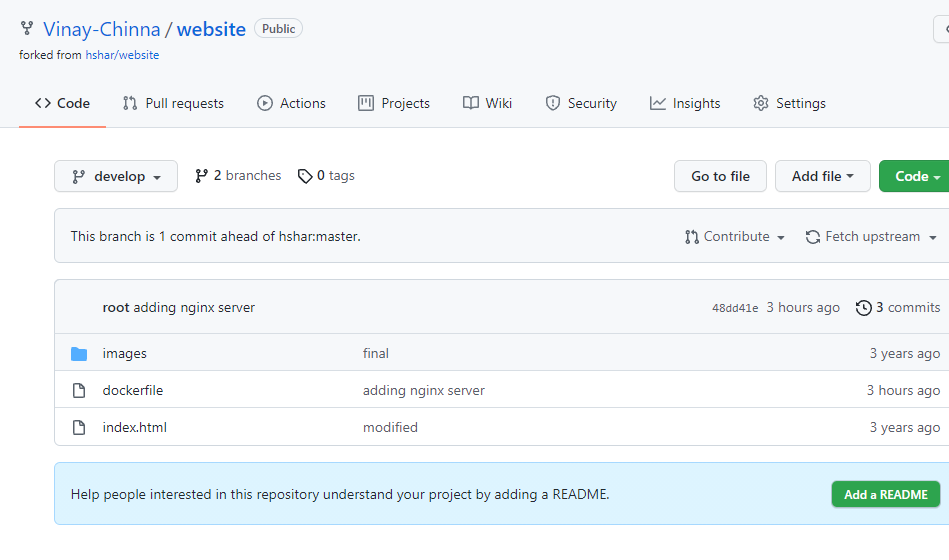 Vinay-Chinna / website Public
forked from hshar/website
Code Pull requests Actions Projects Wiki Security Insights Settings
develop 2 branches 0 tags Go to file Add file Code
This branch is 1 commit ahead of hshar:master. Contribute Fetch upstream
root adding nginx server 48dd41e 3 hours ago 3 commits
images final 3 years ago
dockerfile adding nginx server 3 hours ago
index.html modified 3 years ago
Help people interested in this repository understand your project by adding a README. Add a README